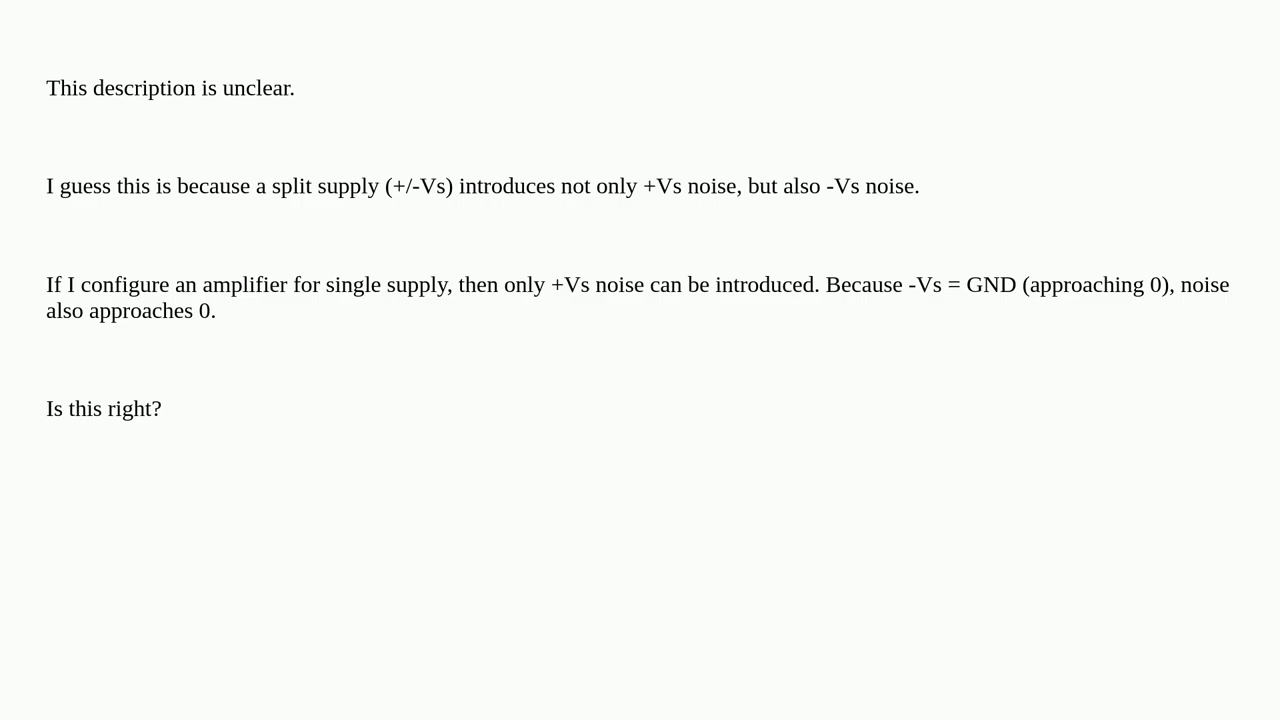 This description is unclear.
I guess this is because a split supply (+/-Vs) introduces not only +Vs noise, but also -Vs noise.
If I configure an amplifier for single supply, then only +Vs noise can be introduced. Because -Vs = GND (approaching 0), noise
also approaches 0.
Is this right?